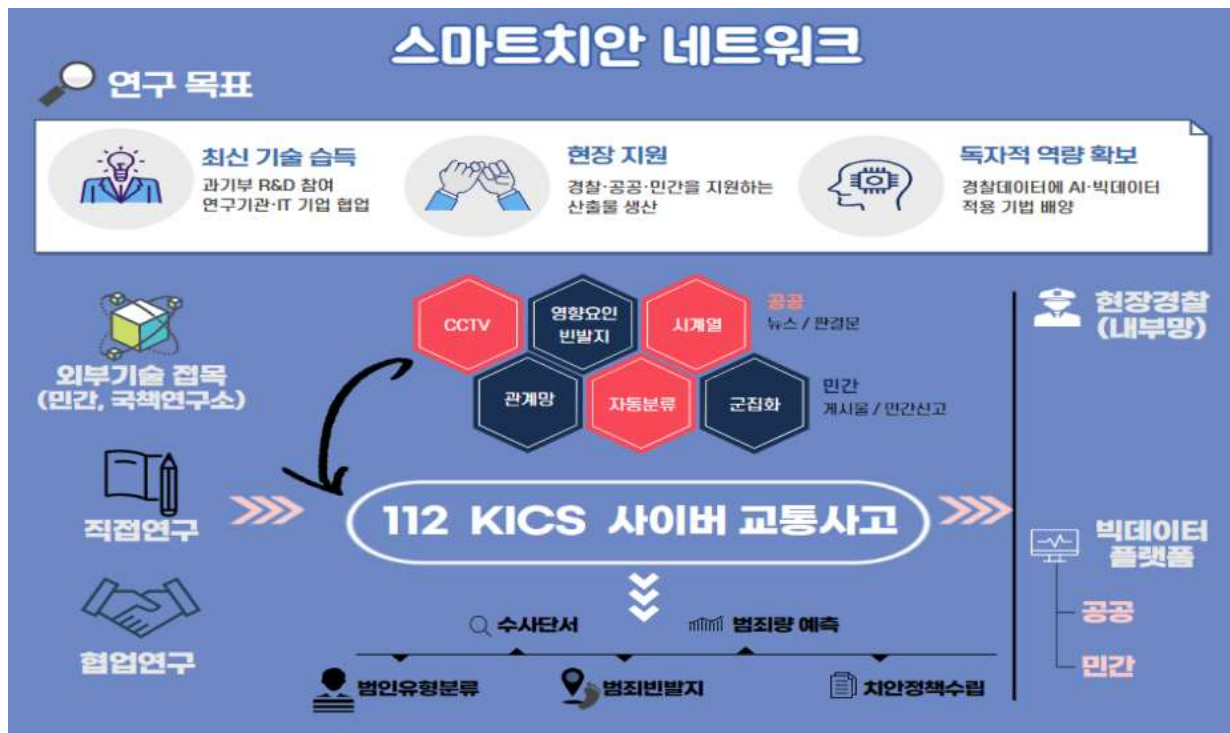 스마트치안 네트워크
연구 목표
최신 기술 습득
과기부 R&D 참여
연구기관·IT 기업 협업
현장 지원
경찰·공공·민간을 지원하는
산출물 생산
독자적 역량 확보
경찰데이터에 AI·빅데이터
적용 기법 배양
외부기술 접목
(민간, 국책연구소)
직접연구
협업연구
CCTV
영향요인
빈발지
시계열
공공
뉴스 / 판결문
관계망
자동분류
군집화
민간
게시물 / 민간신고
112 KICS 사이버 교통사고
수사단서
범죄량 예측
범인유형분류
범죄빈발지
치안정책수립
현장경찰
(내부망)
빅데이터
플랫폼
공공
민간